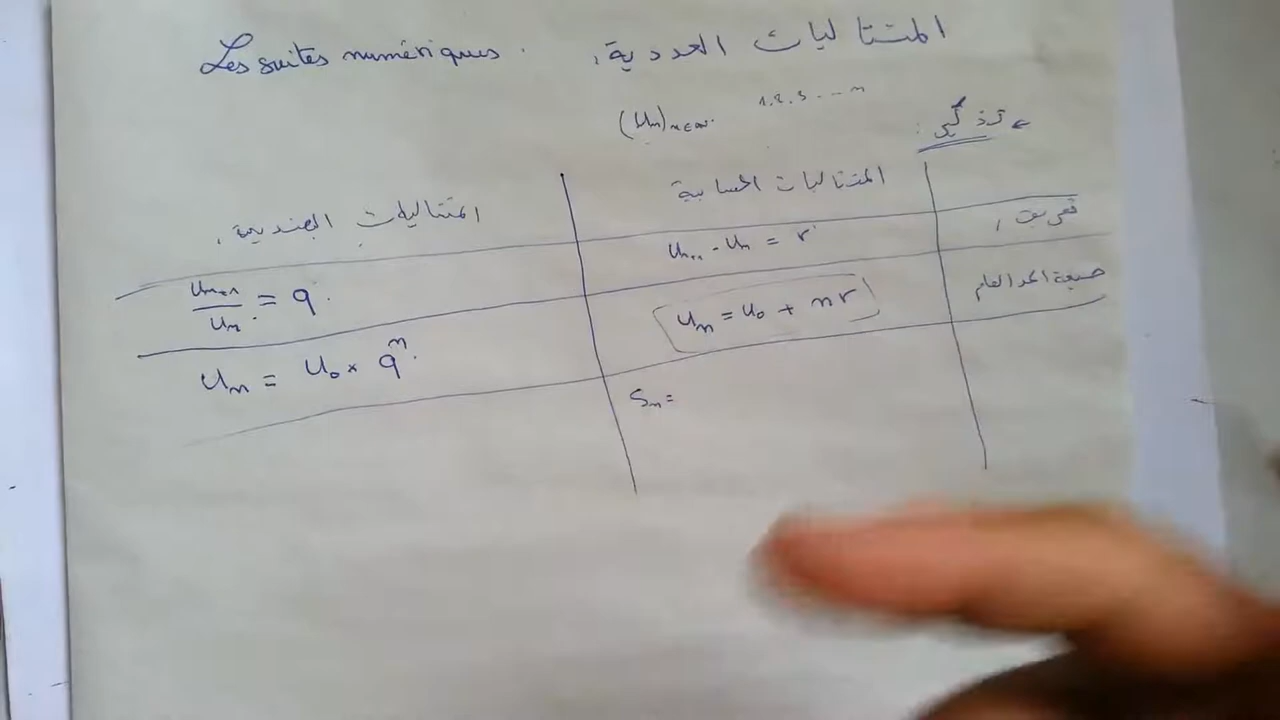 Les suites numériques. المتتاليات العددية.
(Un)n∈IN. 1.2.3....n
← تذكير :
المتتاليات الهندسية. المتتاليات الحسابية
Un+1/Un = q. Un+1 - Un = r تعريف
Un = U0 × q^n. Un = U0 + nr صيغة الحد العام
Sn =